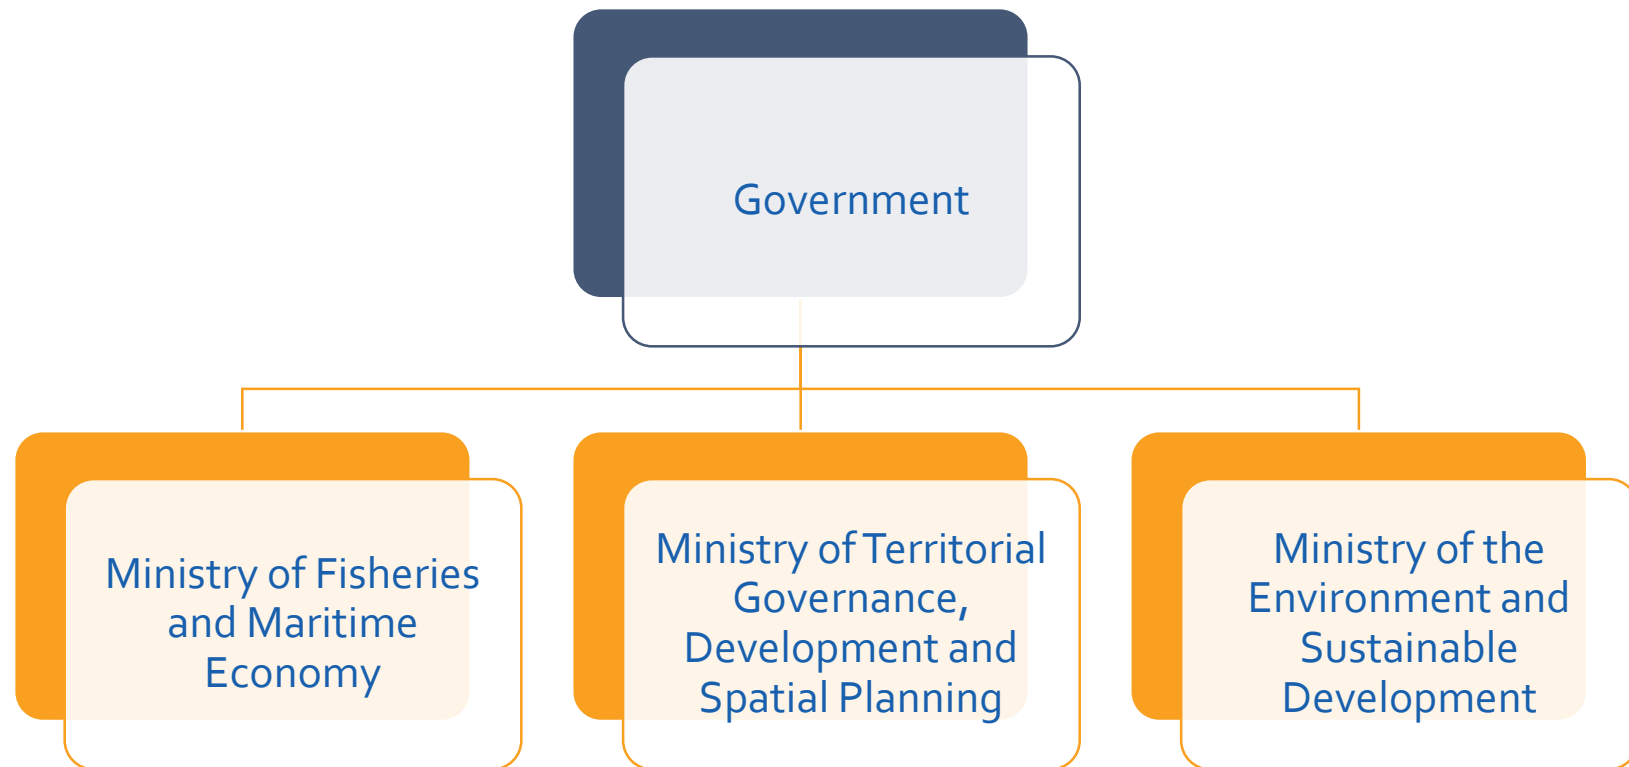 Government
Ministry of Fisheries
and Maritime
Economy
Ministry of Territorial
Governance,
Development and
Spatial Planning
Ministry of the
Environment and
Sustainable
Development